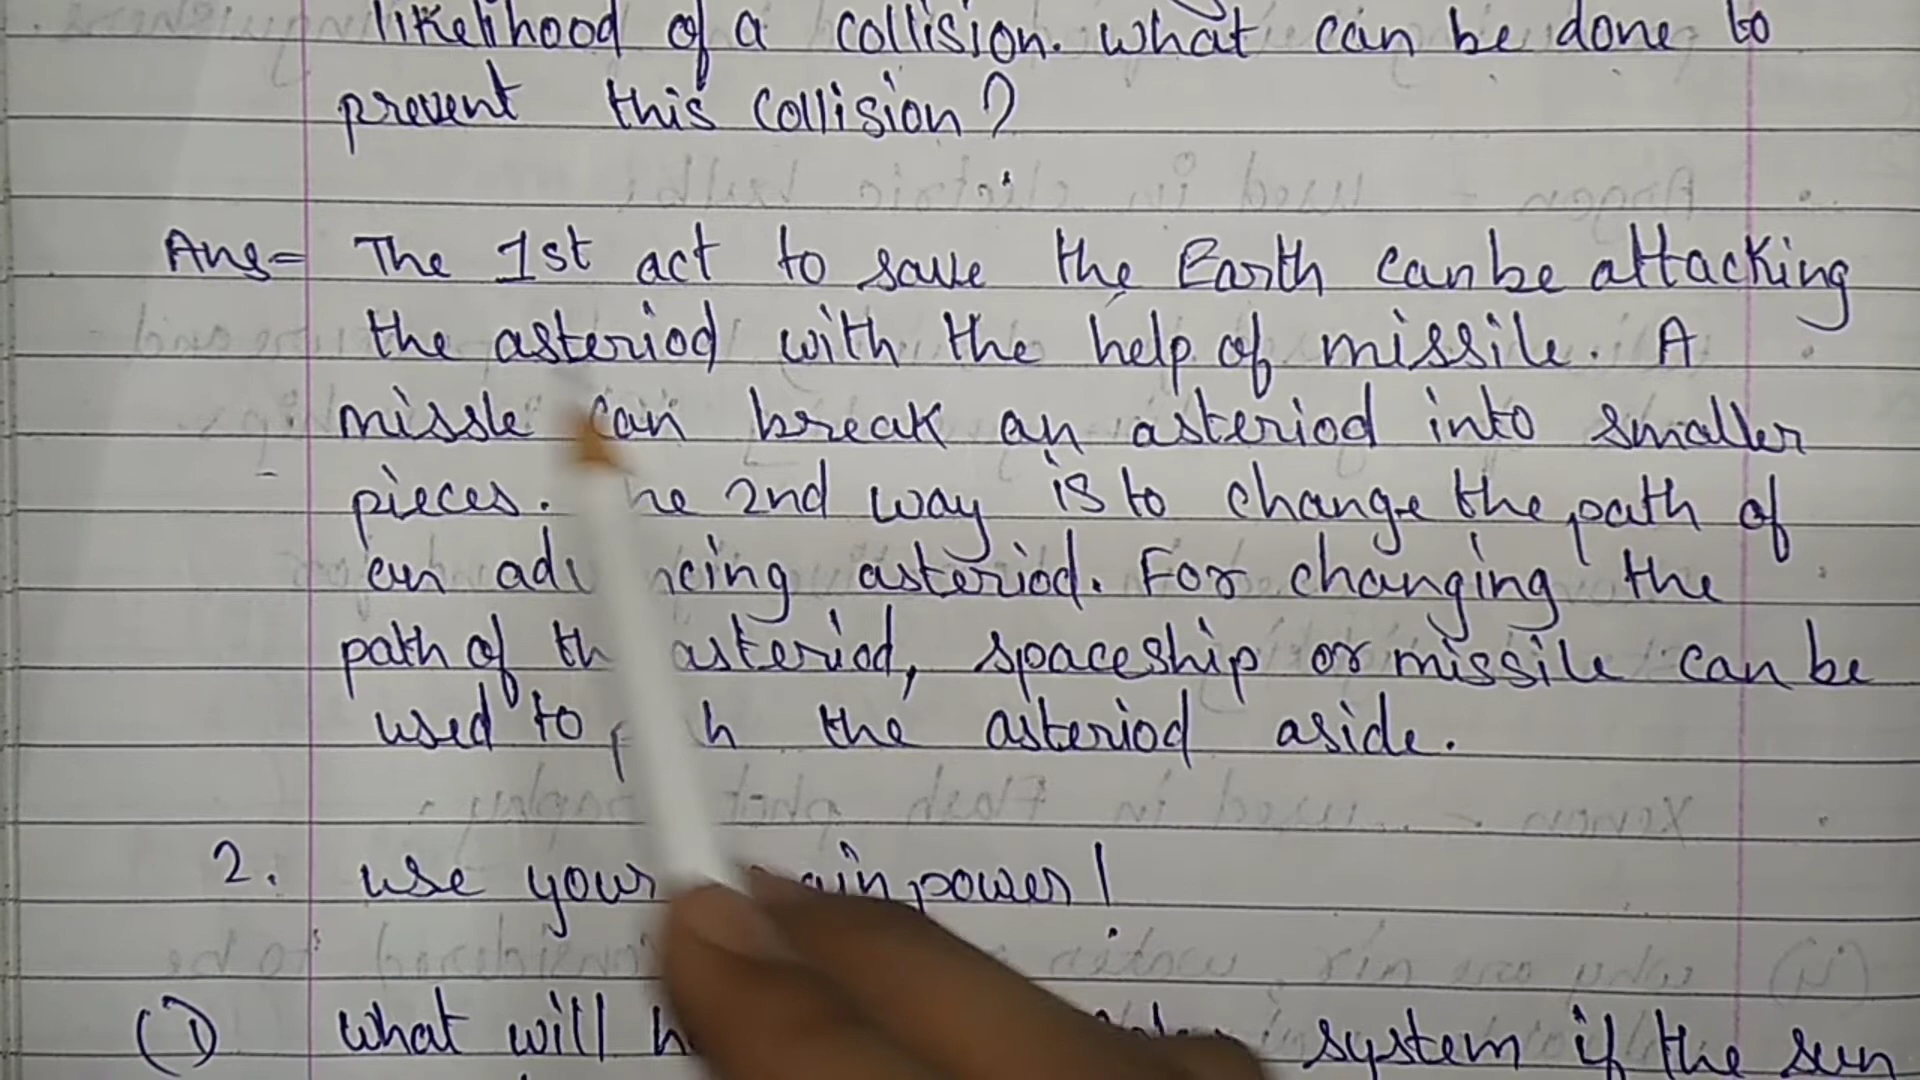 likelihood of a collision. what can be done to
prevent this collision?
Ans= The 1st act to save the Earth can be attacking
the asteriod with the help of missile. A
missle can break an asteriod into smaller
pieces. 2nd way is to change the path of
an asteriod. For changing the
path of asteriod, spaceship or missile can be
used to the asteriod aside.
2. use your power!
(i) what will system if the sun